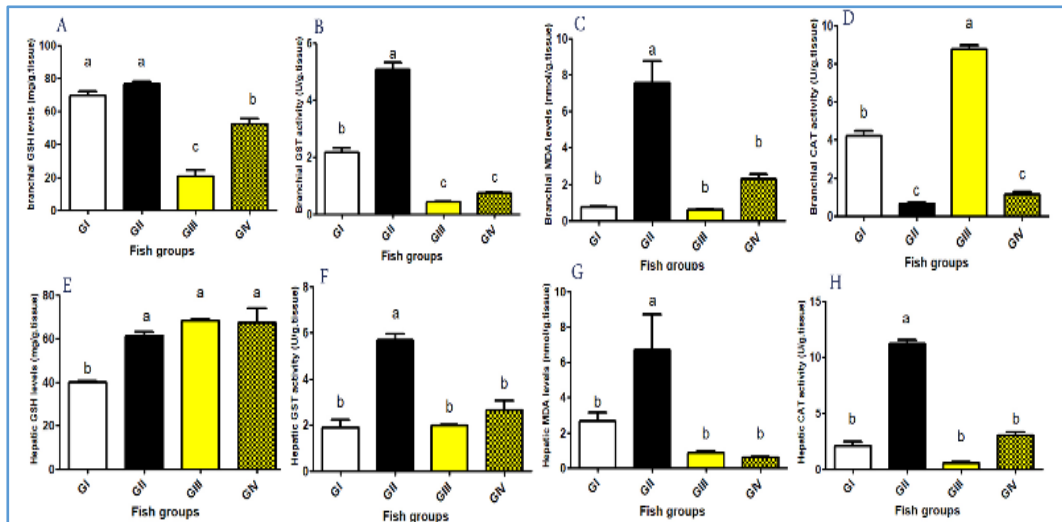 A
branchial GSH levels (mg/g.tissue)
100
80
60
40
20
0
a
a
c
b
GI
GII
GIII
GIV
Fish groups
B
Branchial GST activity (U/g.tissue)
6
4
2
0
b
a
c
c
GI
GII
GIII
GIV
Fish groups
C
Branchial MDA levels (nmol/g.tissue)
10
8
6
4
2
0
b
a
b
b
GI
GII
GIII
GIV
Fish groups
D
Branchial CAT activity (U/g.tissue)
10
8
6
4
2
0
b
c
a
c
GI
GII
GIII
GIV
Fish groups
E
Hepatic GSH levels (mg/g.tissue)
80
60
40
20
0
b
a
a
a
GI
GII
GIII
GIV
Fish groups
F
Hepatic GST activity (U/g.tissue)
8
6
4
2
0
b
a
b
b
GI
GII
GIII
GIV
Fish groups
G
Hepatic MDA levels (nmol/g.tissue)
10
8
6
4
2
0
b
a
b
b
GI
GII
GIII
GIV
Fish groups
H
Hepatic CAT activity (U/g.tissue)
15
10
5
0
b
a
b
b
GI
GII
GIII
GIV
Fish groups